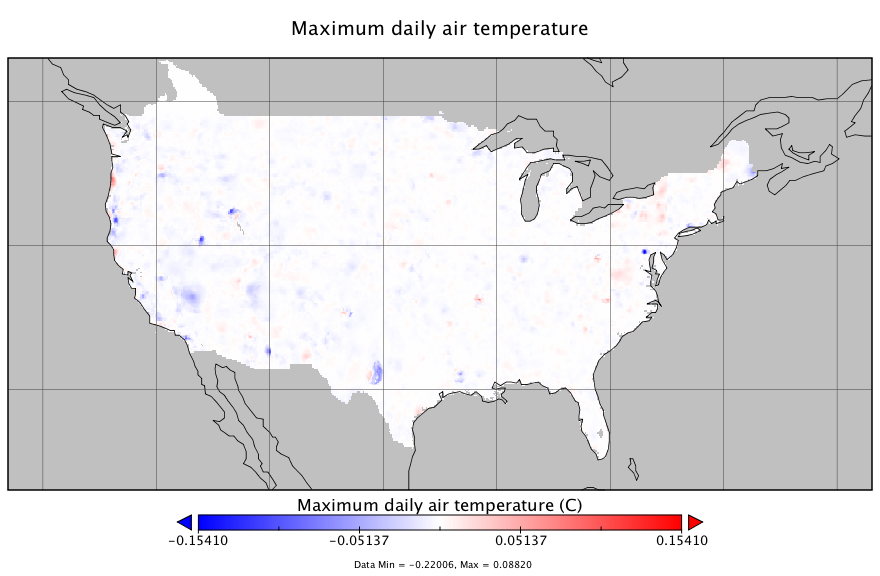 Maximum daily air temperature
Maximum daily air temperature (C)
-0.15410 -0.05137 0.05137 0.15410
Data Min = -0.22006, Max = 0.08820